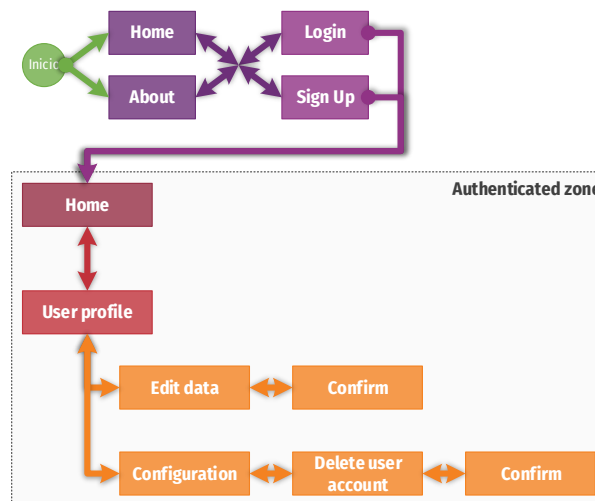 Home
Login
Inicio
About
Sign Up
Authenticated zone
Home
User profile
Edit data
Confirm
Configuration
Delete user
account
Confirm